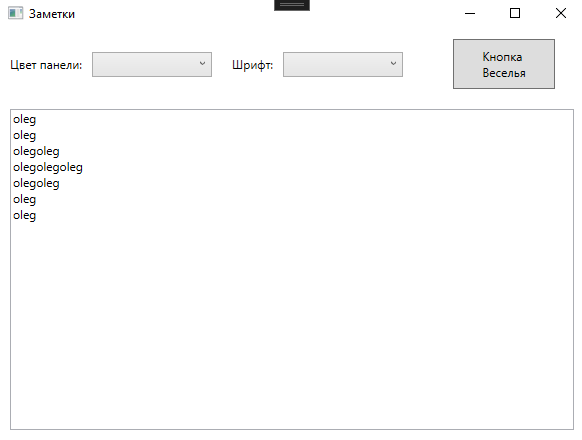 Заметки
Цвет панели:
Шрифт:
Кнопка
Веселья
oleg
oleg
olegoleg
olegolegoleg
olegoleg
oleg
oleg